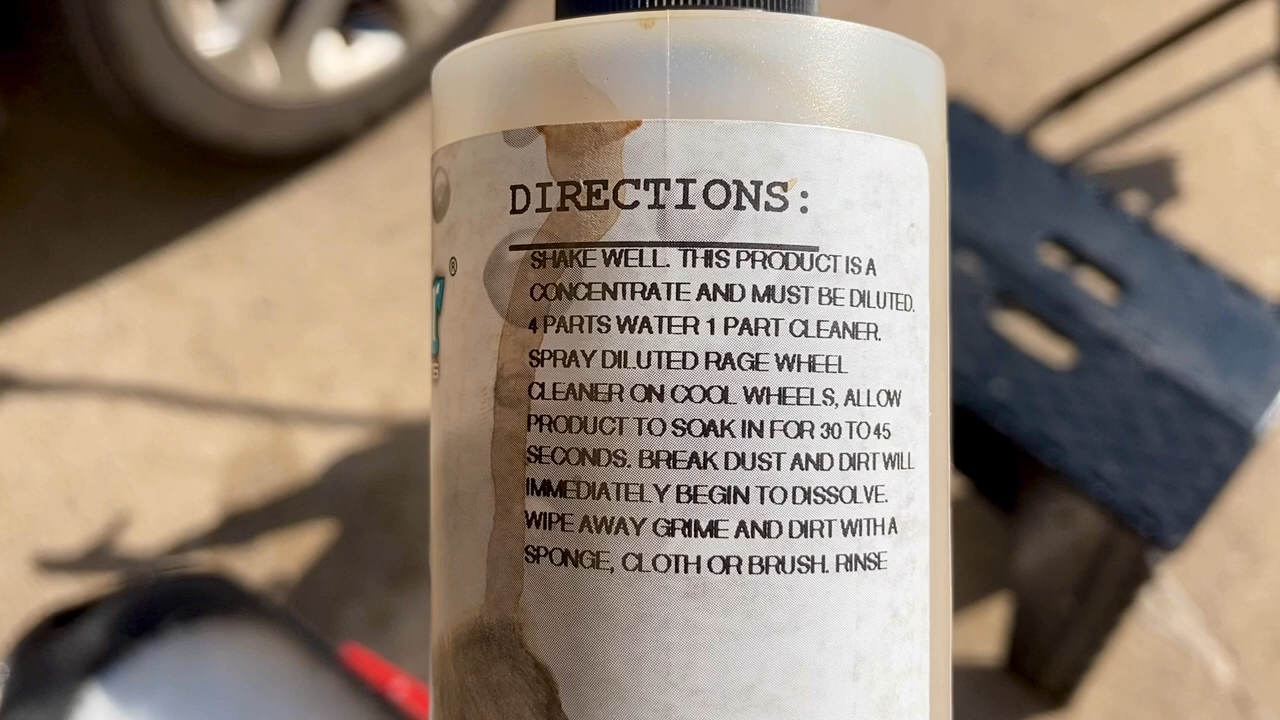 DIRECTIONS:
®
SHAKE WELL. THIS PRODUCT IS A
CONCENTRATE AND MUST BE DILUTED.
4 PARTS WATER 1 PART CLEANER.
SPRAY DILUTED RAGE WHEEL
CLEANER ON COOL WHEELS, ALLOW
PRODUCT TO SOAK IN FOR 30 TO 45
SECONDS. BREAK DUST AND DIRT WILL
IMMEDIATELY BEGIN TO DISSOLVE.
WIPE AWAY GRIME AND DIRT WITH A
SPONGE, CLOTH OR BRUSH. RINSE